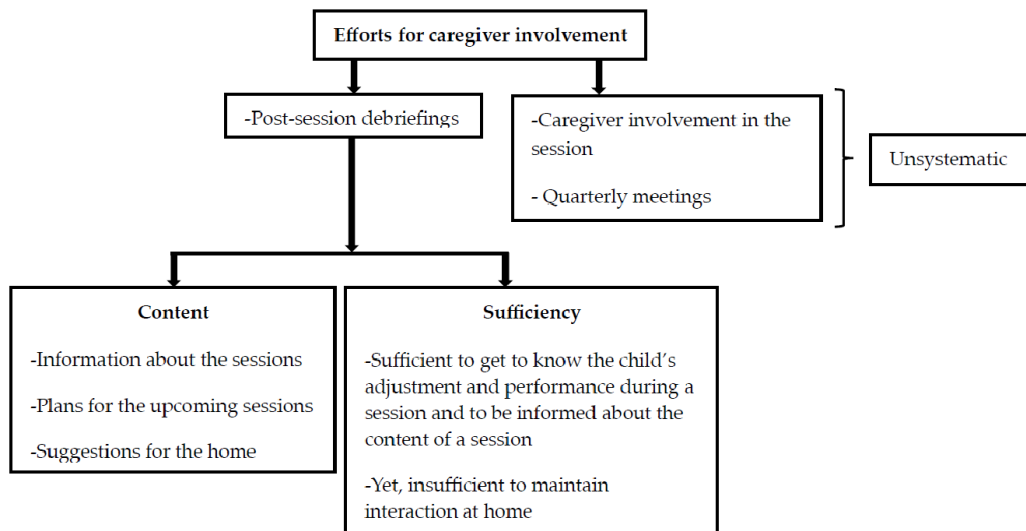 Efforts for caregiver involvement
-Post-session debriefings
-Caregiver involvement in the
session
- Quarterly meetings
Unsystematic
Content
-Information about the sessions
-Plans for the upcoming sessions
-Suggestions for the home
Sufficiency
-Sufficient to get to know the child’s
adjustment and performance during a
session and to be informed about the
content of a session
-Yet, insufficient to maintain
interaction at home